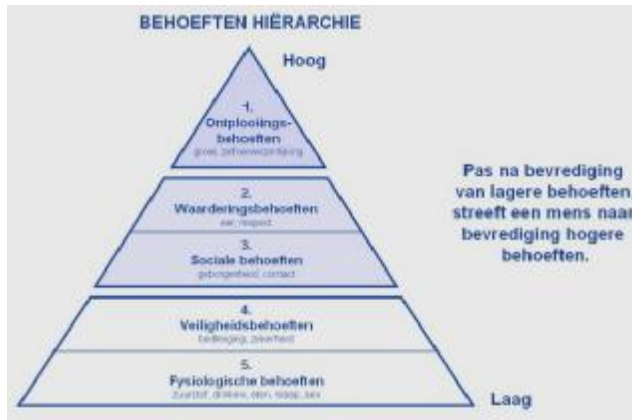 BEHOEFTEN HIËRARCHIE
Hoog
1.
Ontplooiings-
behoeften
groei, zelfverwezenlijking
2.
Waarderingsbehoeften
eer, respect
3.
Sociale behoeften
geborgenheid, contact
Pas na bevrediging
van lagere behoeften
streeft een mens naar
bevrediging hogere
behoeften.
4.
Veiligheidsbehoeften
zekerheid
5.
Fysiologische behoeften
zuurstof, drinken, eten, slaap, sex
Laag